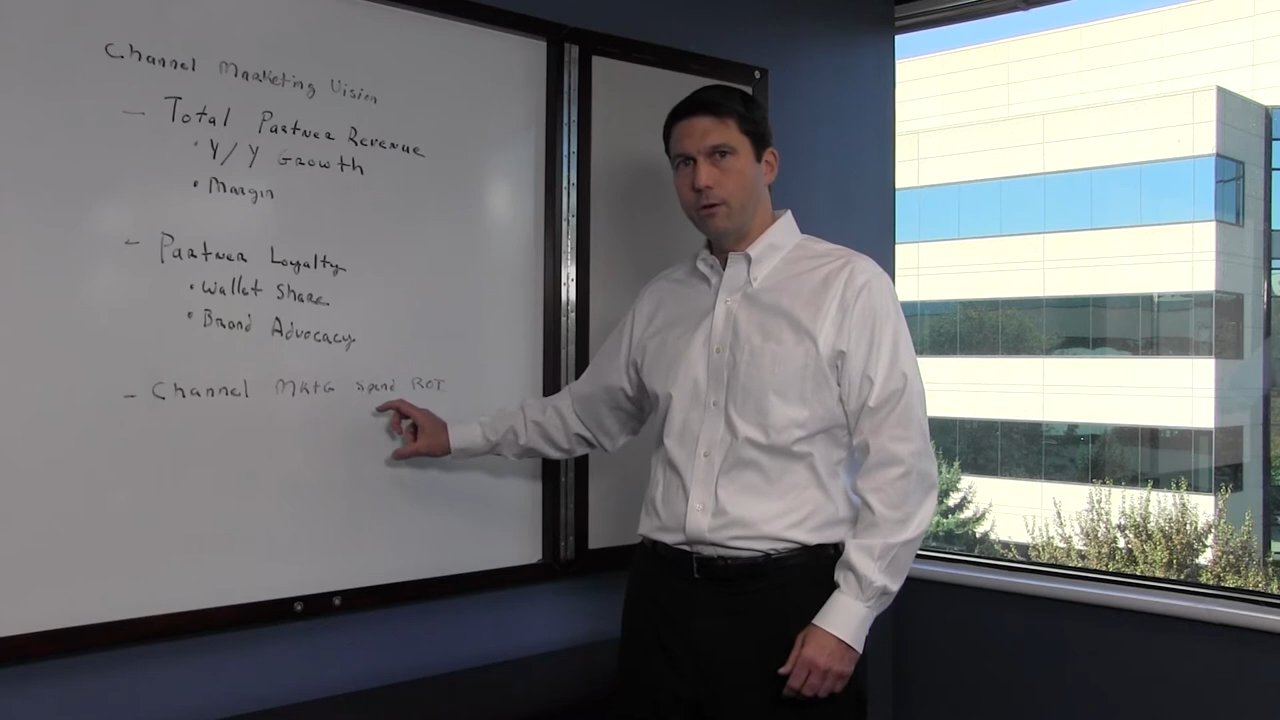 Channel Marketing Vision
- Total Partner Revenue
• Y/Y Growth
• Margin
- Partner Loyalty
• Wallet Share
• Brand Advocacy
- Channel MKtG Spend ROI